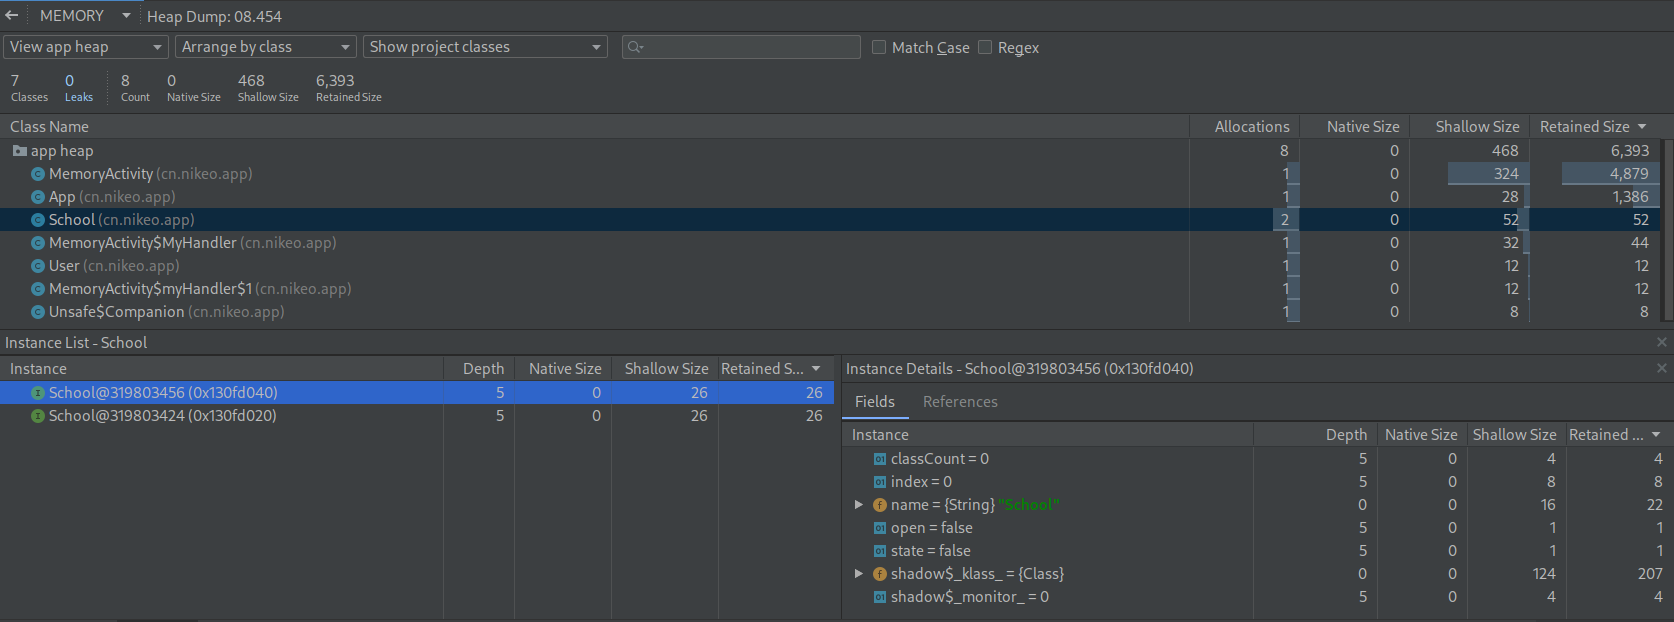 MEMORY Heap Dump: 08.454
View app heap Arrange by class Show project classes Match Case Regex
7 0 8 0 468 6,393
Classes Leaks Count Native Size Shallow Size Retained Size
Class Name Allocations Native Size Shallow Size Retained Size
app heap 8 0 468 6,393
MemoryActivity (cn.nikeo.app) 1 0 324 4,879
App (cn.nikeo.app) 1 0 28 1,386
School (cn.nikeo.app) 2 0 52 52
MemoryActivity$MyHandler (cn.nikeo.app) 1 0 32 44
User (cn.nikeo.app) 1 0 12 12
MemoryActivity$myHandler$1 (cn.nikeo.app) 1 0 12 12
Unsafe$Companion (cn.nikeo.app) 1 0 8 8
Instance List - School
Instance Depth Native Size Shallow Size Retained S...
School@319803456 (0x130fd040) 5 0 26 26
School@319803424 (0x130fd020) 5 0 26 26
Instance Details - School@319803456 (0x130fd040)
Fields References
Instance Depth Native Size Shallow Size Retained ...
classCount = 0 5 0 4 4
index = 0 5 0 8 8
name = {String} "School" 0 0 16 22
open = false 5 0 1 1
state = false 5 0 1 1
shadow$_klass_ = {Class} 0 0 124 207
shadow$_monitor_ = 0 5 0 4 4